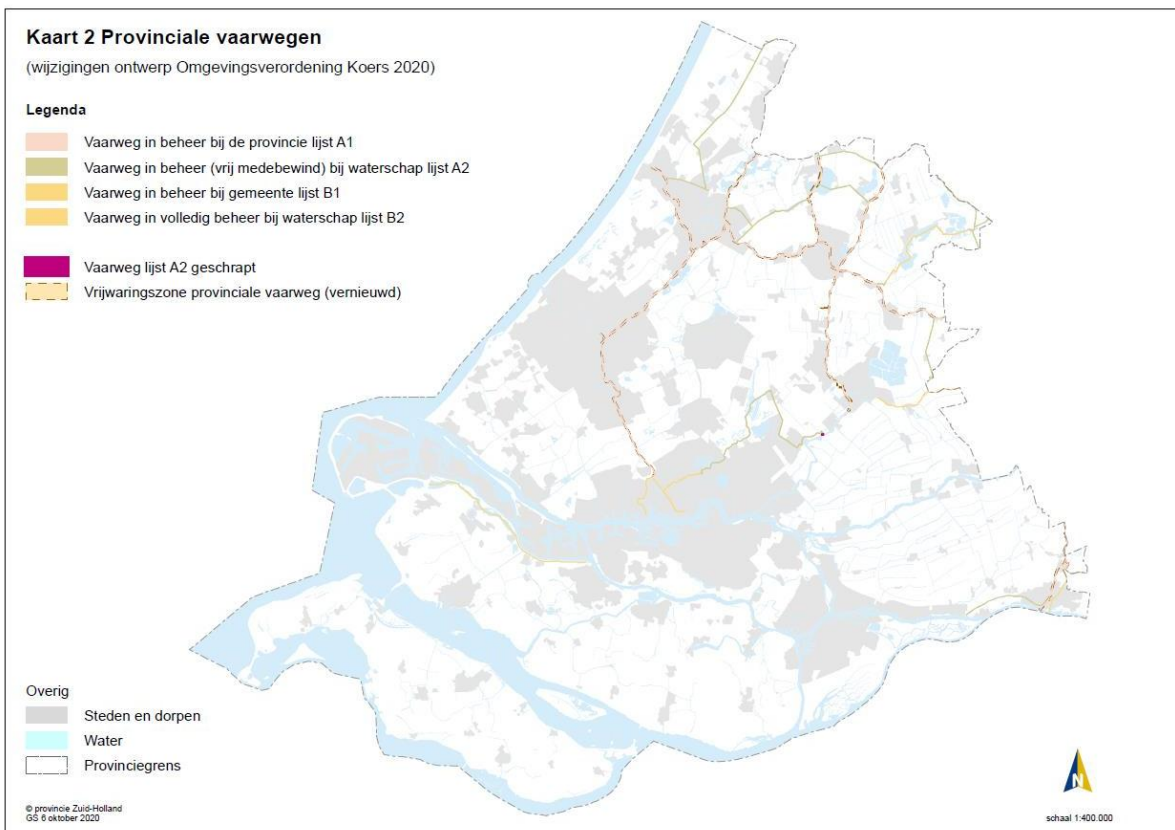 Kaart 2 Provinciale vaarwegen
(wijzigingen ontwerp Omgevingsverordening Koers 2020)
Legenda
Vaarweg in beheer bij de provincie lijst A1
Vaarweg in beheer (vrij medebewind) bij waterschap lijst A2
Vaarweg in beheer bij gemeente lijst B1
Vaarweg in volledig beheer bij waterschap lijst B2
Vaarweg lijst A2 geschrapt
Vrijwaringszone provinciale vaarweg (vernieuwd)
Overig
Steden en dorpen
Water
Provinciegrens
© provincie Zuid-Holland
GS 6 oktober 2020
N
schaal 1:400.000